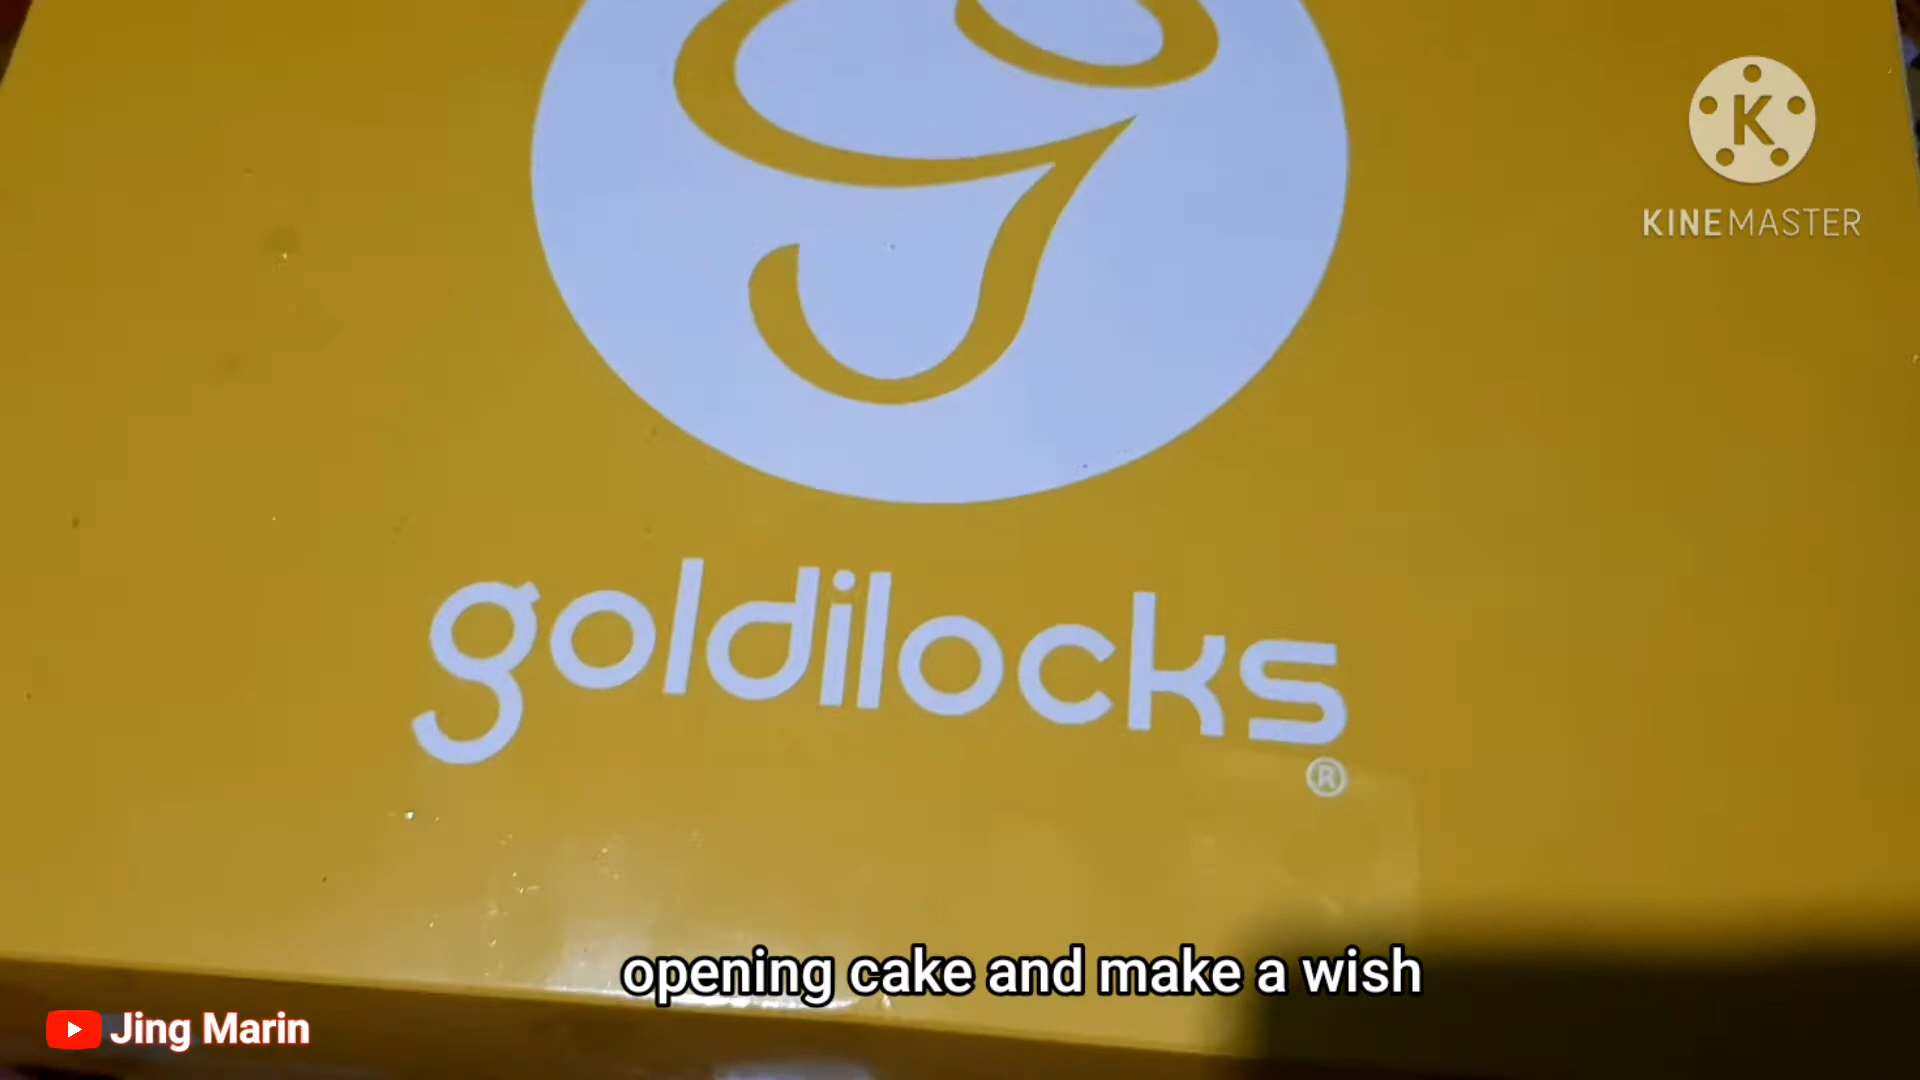 K
KINEMASTER
g
goldilocks
®
opening cake and make a wish
Jing Marin